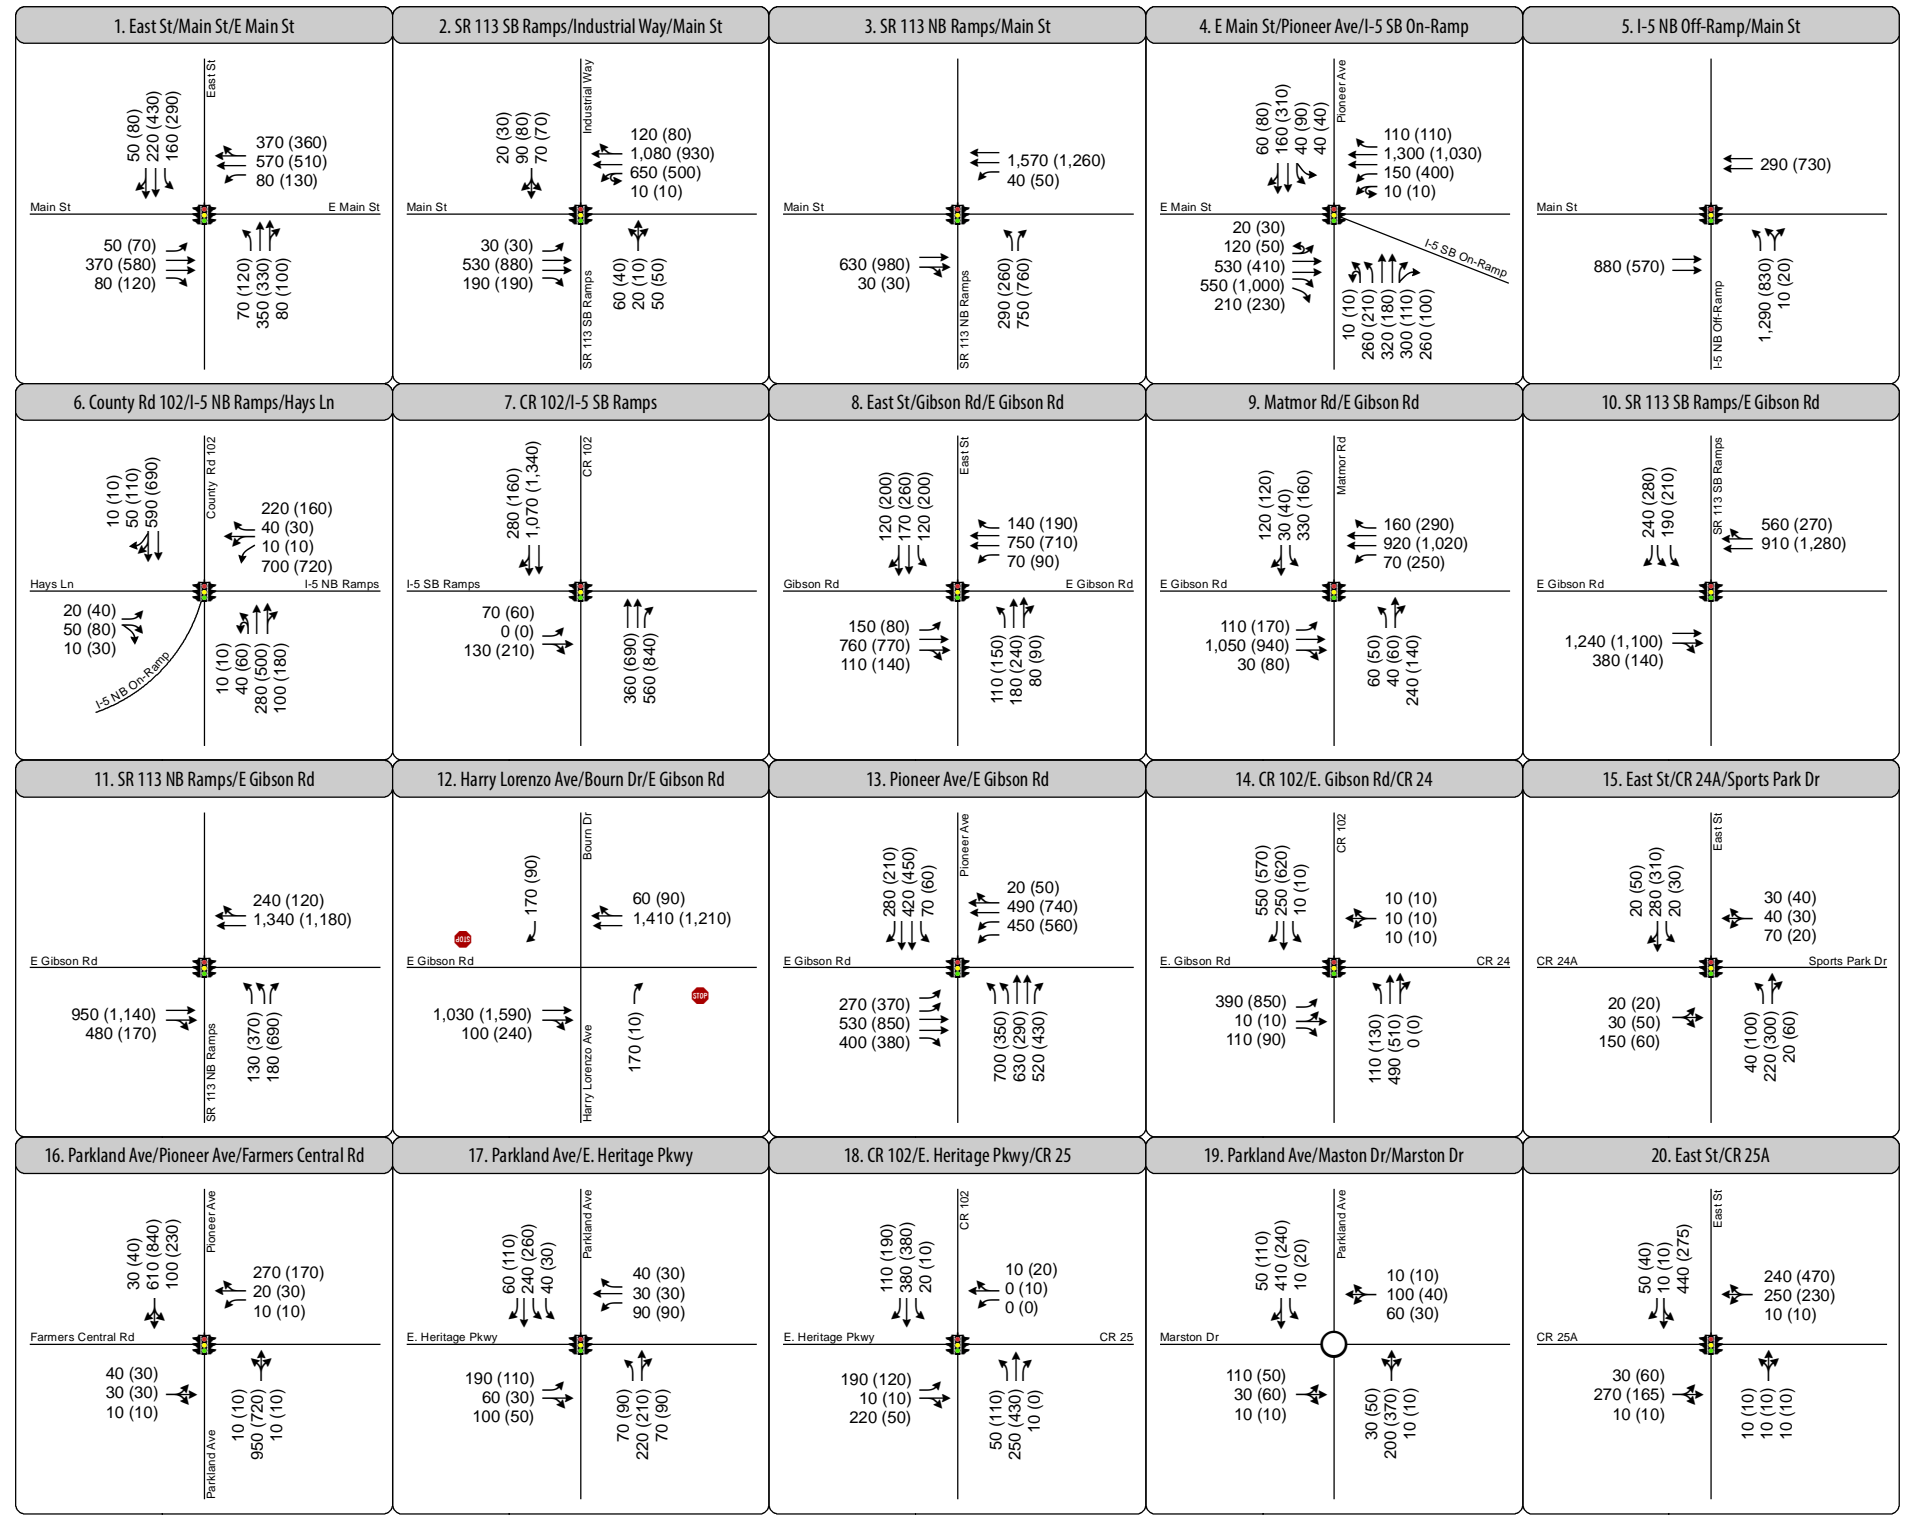 1. East St/Main St/E Main St
East St
50 (80)
220 (430)
160 (290)
370 (360)
570 (510)
80 (130)
Main St
E Main St
50 (70)
370 (580)
80 (120)
70 (120)
350 (330)
80 (100)
2. SR 113 SB Ramps/Industrial Way/Main St
Industrial Way
20 (30)
90 (80)
70 (70)
120 (80)
1,080 (930)
650 (500)
10 (10)
Main St
30 (30)
530 (880)
190 (190)
SR 113 SB Ramps
60 (40)
20 (10)
50 (50)
3. SR 113 NB Ramps/Main St
1,570 (1,260)
40 (50)
Main St
630 (980)
30 (30)
SR 113 NB Ramps
290 (260)
750 (760)
4. E Main St/Pioneer Ave/I-5 SB On-Ramp
Pioneer Ave
60 (80)
160 (310)
40 (90)
40 (40)
110 (110)
1,300 (1,030)
150 (400)
10 (10)
E Main St
20 (30)
120 (50)
530 (410)
550 (1,000)
210 (230)
I-5 SB On-Ramp
10 (10)
260 (210)
320 (180)
300 (110)
260 (100)
5. I-5 NB Off-Ramp/Main St
290 (730)
Main St
880 (570)
I-5 NB Off-Ramp
1,290 (830)
10 (20)
6. County Rd 102/I-5 NB Ramps/Hays Ln
County Rd 102
10 (10)
50 (110)
590 (690)
220 (160)
40 (30)
10 (10)
700 (720)
Hays Ln
I-5 NB Ramps
20 (40)
50 (80)
10 (30)
I-5 NB On-Ramp
10 (10)
40 (60)
280 (500)
100 (180)
7. CR 102/I-5 SB Ramps
CR 102
280 (160)
1,070 (1,340)
I-5 SB Ramps
70 (60)
0 (0)
130 (210)
360 (690)
560 (840)
8. East St/Gibson Rd/E Gibson Rd
East St
120 (200)
170 (260)
120 (200)
140 (190)
750 (710)
70 (90)
Gibson Rd
E Gibson Rd
150 (80)
760 (770)
110 (140)
110 (150)
180 (240)
80 (90)
9. Matmor Rd/E Gibson Rd
Matmor Rd
120 (120)
30 (40)
330 (160)
160 (290)
920 (1,020)
70 (250)
E Gibson Rd
110 (170)
1,050 (940)
30 (80)
60 (50)
40 (60)
240 (140)
10. SR 113 SB Ramps/E Gibson Rd
SR 113 SB Ramps
240 (280)
190 (210)
560 (270)
910 (1,280)
E Gibson Rd
1,240 (1,100)
380 (140)
11. SR 113 NB Ramps/E Gibson Rd
240 (120)
1,340 (1,180)
E Gibson Rd
950 (1,140)
480 (170)
SR 113 NB Ramps
130 (370)
180 (690)
12. Harry Lorenzo Ave/Bourn Dr/E Gibson Rd
Bourn Dr
170 (90)
60 (90)
1,410 (1,210)
STOP
E Gibson Rd
STOP
1,030 (1,590)
100 (240)
Harry Lorenzo Ave
170 (10)
13. Pioneer Ave/E Gibson Rd
Pioneer Ave
280 (210)
420 (450)
70 (60)
20 (50)
490 (740)
450 (560)
E Gibson Rd
270 (370)
530 (850)
400 (380)
700 (350)
630 (290)
520 (430)
14. CR 102/E. Gibson Rd/CR 24
CR 102
550 (570)
250 (620)
10 (10)
10 (10)
10 (10)
10 (10)
E. Gibson Rd
CR 24
390 (850)
10 (10)
110 (90)
110 (130)
490 (510)
0 (0)
15. East St/CR 24A/Sports Park Dr
East St
20 (50)
280 (310)
20 (30)
30 (40)
40 (30)
70 (20)
CR 24A
Sports Park Dr
20 (20)
30 (50)
150 (60)
40 (100)
220 (300)
20 (60)
16. Parkland Ave/Pioneer Ave/Farmers Central Rd
Pioneer Ave
30 (40)
610 (840)
100 (230)
270 (170)
20 (30)
10 (10)
Farmers Central Rd
40 (30)
30 (30)
10 (10)
Parkland Ave
10 (10)
950 (720)
10 (10)
17. Parkland Ave/E. Heritage Pkwy
Parkland Ave
60 (110)
240 (260)
40 (30)
40 (30)
30 (30)
90 (90)
E. Heritage Pkwy
190 (110)
60 (30)
100 (50)
70 (90)
220 (210)
70 (90)
18. CR 102/E. Heritage Pkwy/CR 25
CR 102
110 (190)
380 (380)
20 (10)
10 (20)
0 (10)
0 (0)
E. Heritage Pkwy
CR 25
190 (120)
10 (10)
220 (50)
50 (110)
250 (430)
10 (0)
19. Parkland Ave/Maston Dr/Marston Dr
Parkland Ave
50 (110)
410 (240)
10 (20)
10 (10)
100 (40)
60 (30)
Marston Dr
110 (50)
30 (60)
10 (10)
30 (50)
200 (370)
10 (10)
20. East St/CR 25A
East St
50 (40)
10 (10)
440 (275)
240 (470)
250 (230)
10 (10)
CR 25A
30 (60)
270 (165)
10 (10)
10 (10)
10 (10)
10 (10)